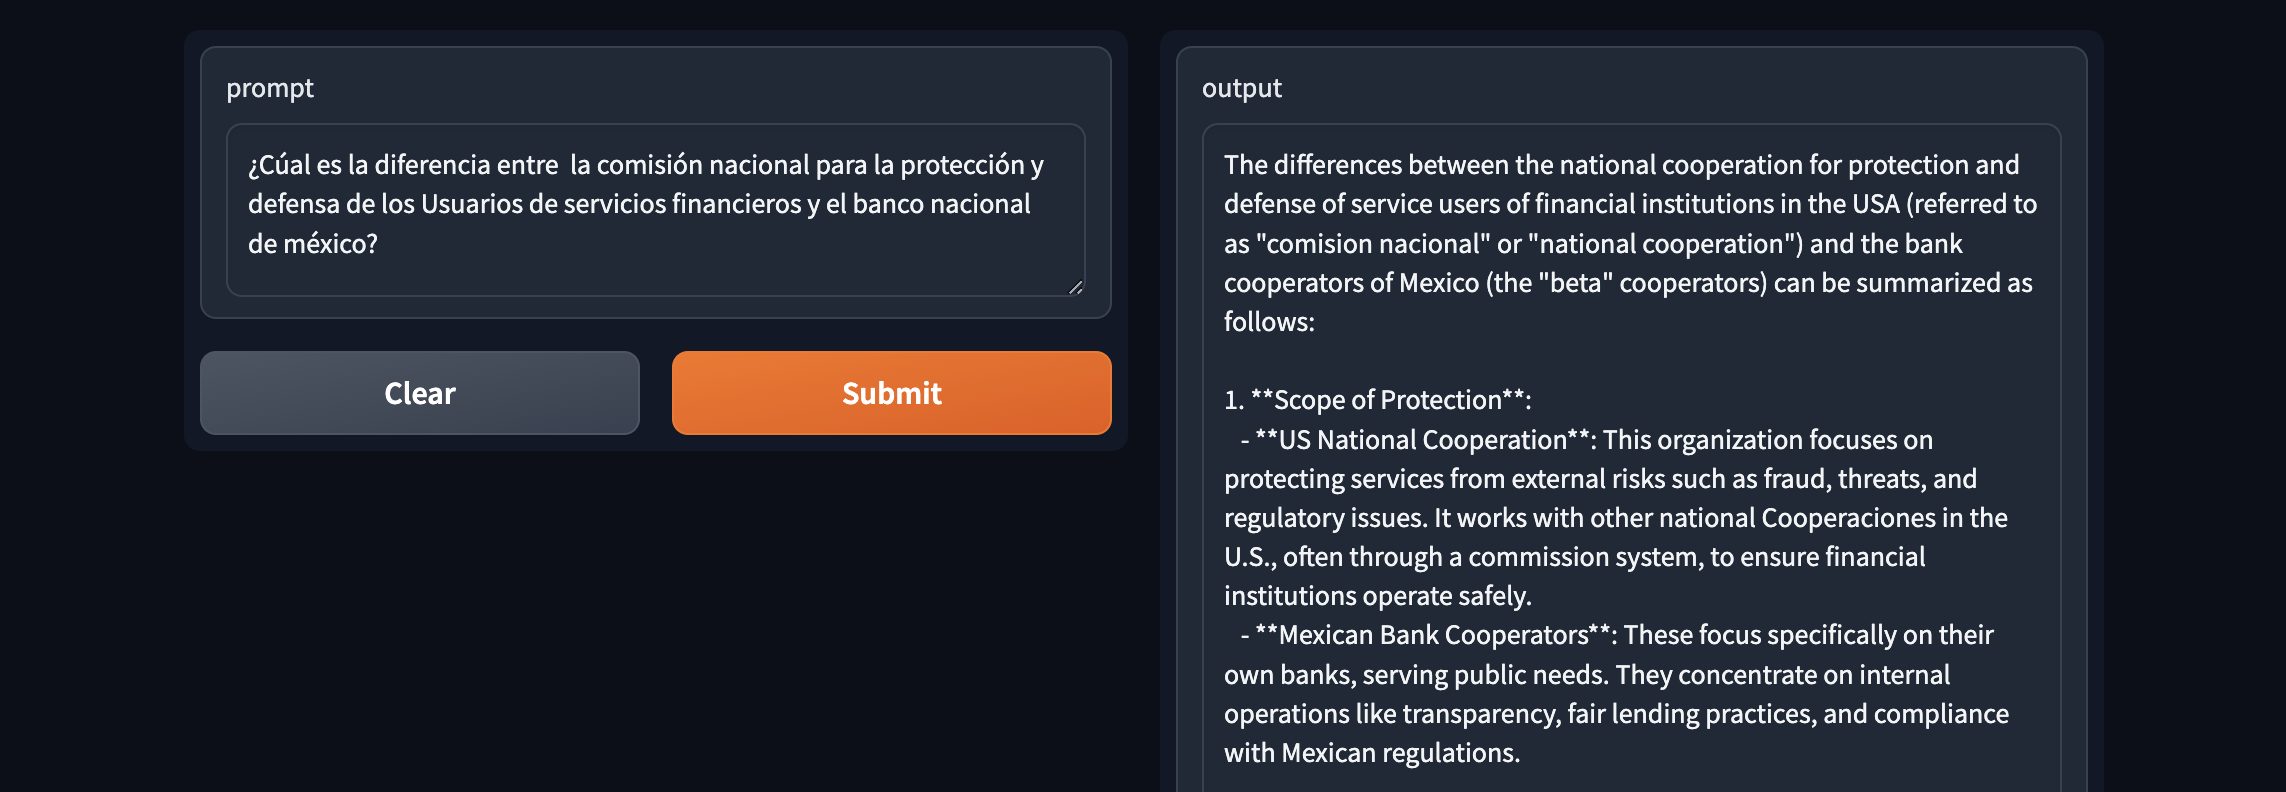 prompt
¿Cúal es la diferencia entre  la comisión nacional para la protección y
defensa de los Usuarios de servicios financieros y el banco nacional
de méxico?
Clear
Submit
output
The differences between the national cooperation for protection and
defense of service users of financial institutions in the USA (referred to
as "comision nacional" or "national cooperation") and the bank
cooperators of Mexico (the "beta" cooperators) can be summarized as
follows:
1. **Scope of Protection**:
- **US National Cooperation**: This organization focuses on
protecting services from external risks such as fraud, threats, and
regulatory issues. It works with other national Cooperaciones in the
U.S., often through a commission system, to ensure financial
institutions operate safely.
- **Mexican Bank Cooperators**: These focus specifically on their
own banks, serving public needs. They concentrate on internal
operations like transparency, fair lending practices, and compliance
with Mexican regulations.